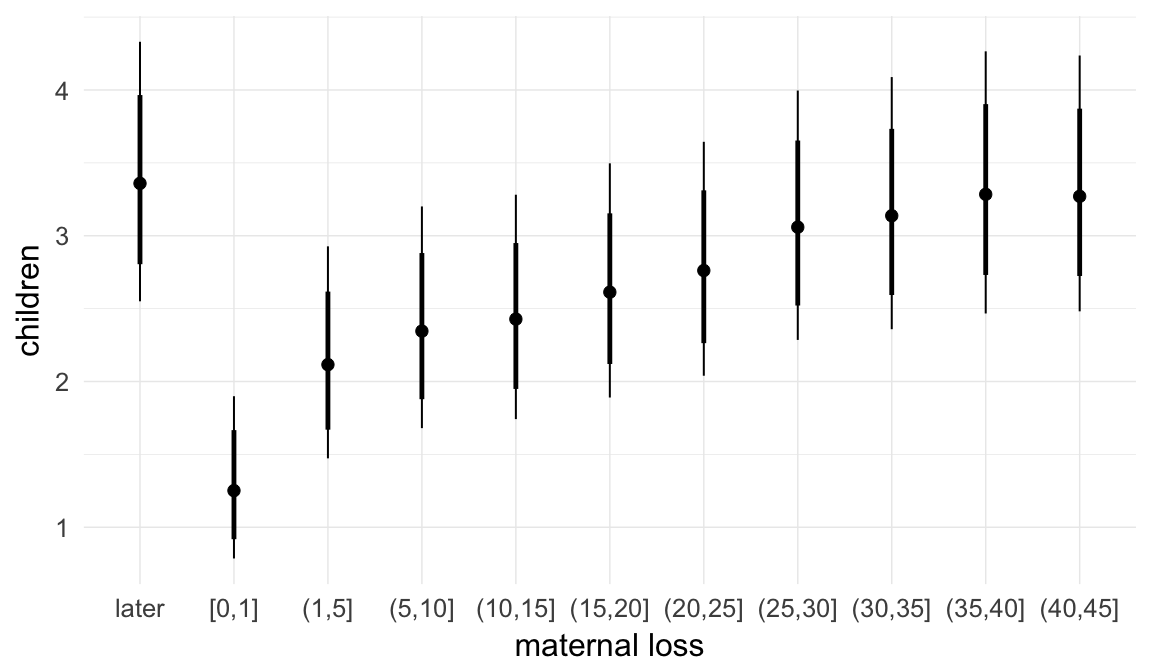 4
3
2
1
children
later [0,1] (1,5] (5,10] (10,15] (15,20] (20,25] (25,30] (30,35] (35,40] (40,45]
maternal loss